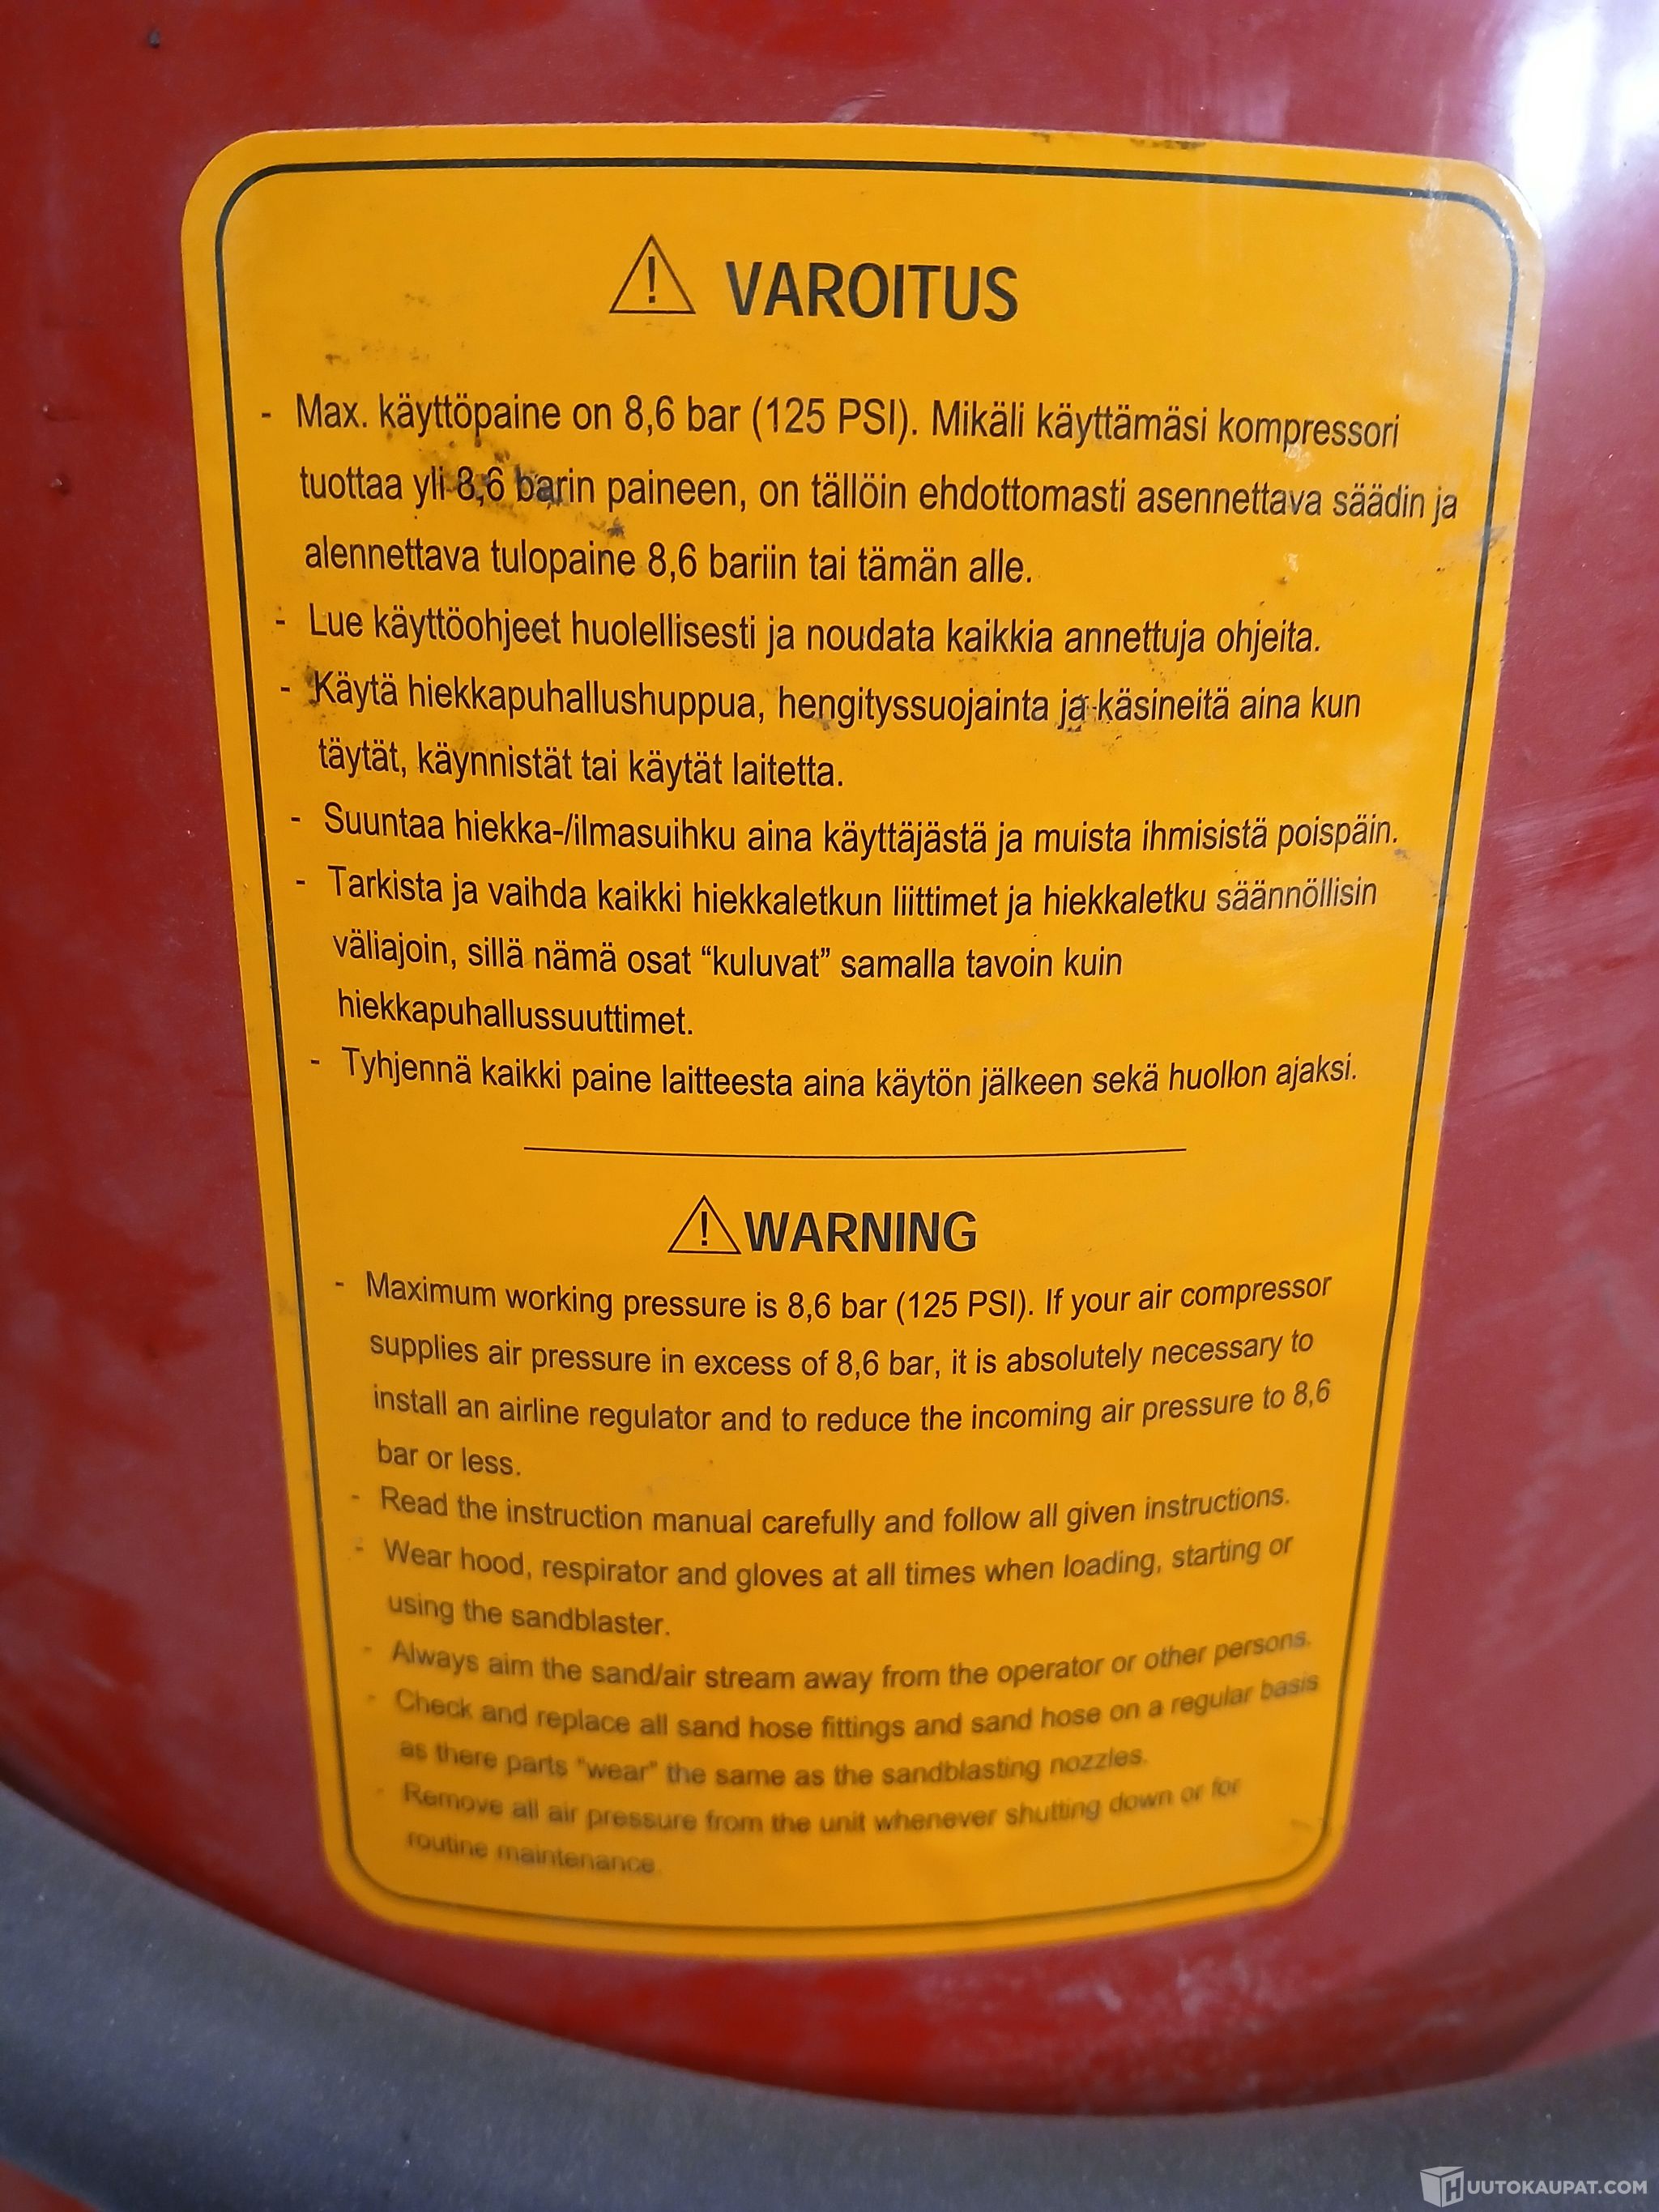 VAROITUS
- Max. käyttöpaine on 8,6 bar (125 PSI). Mikäli käyttämäsi kompressori
tuottaa yli 8,6 barin paineen, on tällöin ehdottomasti asennettava säädin ja
alennettava tulopaine 8,6 bariin tai tämän alle.
- Lue käyttöohjeet huolellisesti ja noudata kaikkia annettuja ohjeita.
- Käytä hiekkapuhallushuppua, hengityssuojainta ja käsineitä aina kun
täytät, käynnistät tai käytät laitetta.
- Suuntaa hiekka-/ilmasuihku aina käyttäjästä ja muista ihmisistä poispäin.
- Tarkista ja vaihda kaikki hiekkaletkun liittimet ja hiekkaletku säännöllisin
väliajoin, sillä nämä osat “kuluvat” samalla tavoin kuin
hiekkapuhallussuuttimet.
- Tyhjennä kaikki paine laitteesta aina käytön jälkeen sekä huollon ajaksi.
WARNING
- Maximum working pressure is 8,6 bar (125 PSI). If your air compressor
supplies air pressure in excess of 8,6 bar, it is absolutely necessary to
install an airline regulator and to reduce the incoming air pressure to 8,6
bar or less.
- Read the instruction manual carefully and follow all given instructions.
- Wear hood, respirator and gloves at all times when loading, starting or
using the sandblaster.
- Always aim the sand/air stream away from the operator or other persons.
- Check and replace all sand hose fittings and sand hose on a regular basis
as there parts "wear" the same as the sandblasting nozzles.
- Remove all air pressure from the unit whenever shutting down or for
routine maintenance.
HUUTOKAUPAT.COM